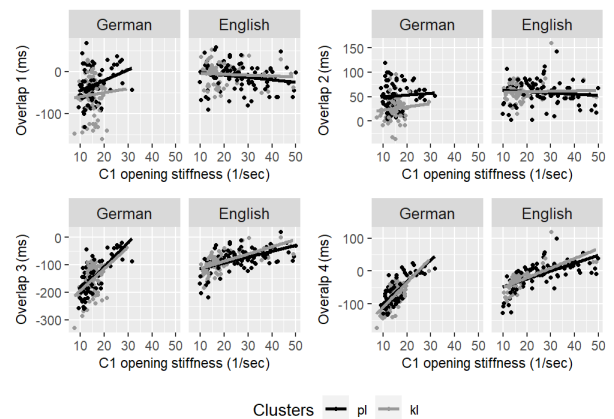 German English
Overlap 1 (ms)
0
-100
10 20 30 40 50 10 20 30 40 50
C1 opening stiffness (1/sec)
German English
Overlap 2 (ms)
150
100
50
0
10 20 30 40 50 10 20 30 40 50
C1 opening stiffness (1/sec)
German English
Overlap 3 (ms)
0
-100
-200
-300
10 20 30 40 50 10 20 30 40 50
C1 opening stiffness (1/sec)
German English
Overalp 4 (ms)
100
0
-100
10 20 30 40 50 10 20 30 40 50
C1 opening stiffness (1/sec)
Clusters pl kl